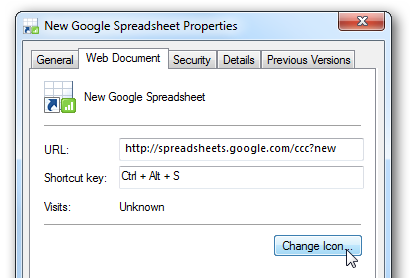 New Google Spreadsheet Properties
General Web Document Security Details Previous Versions
New Google Spreadsheet
URL: http://spreadsheets.google.com/ccc?new
Shortcut key: Ctrl + Alt + S
Visits: Unknown
Change Icon...